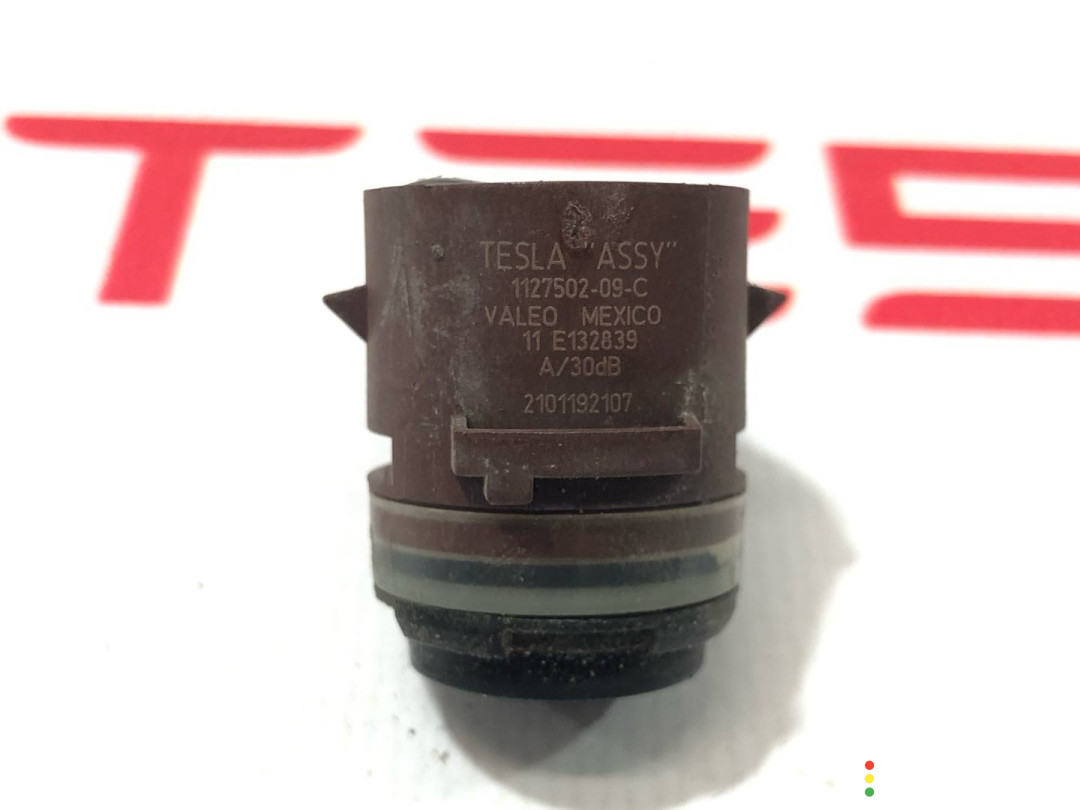 TESLA "ASSY"
1127502-09-C
VALEO MEXICO
11 E132839
A/30dB
2101192107